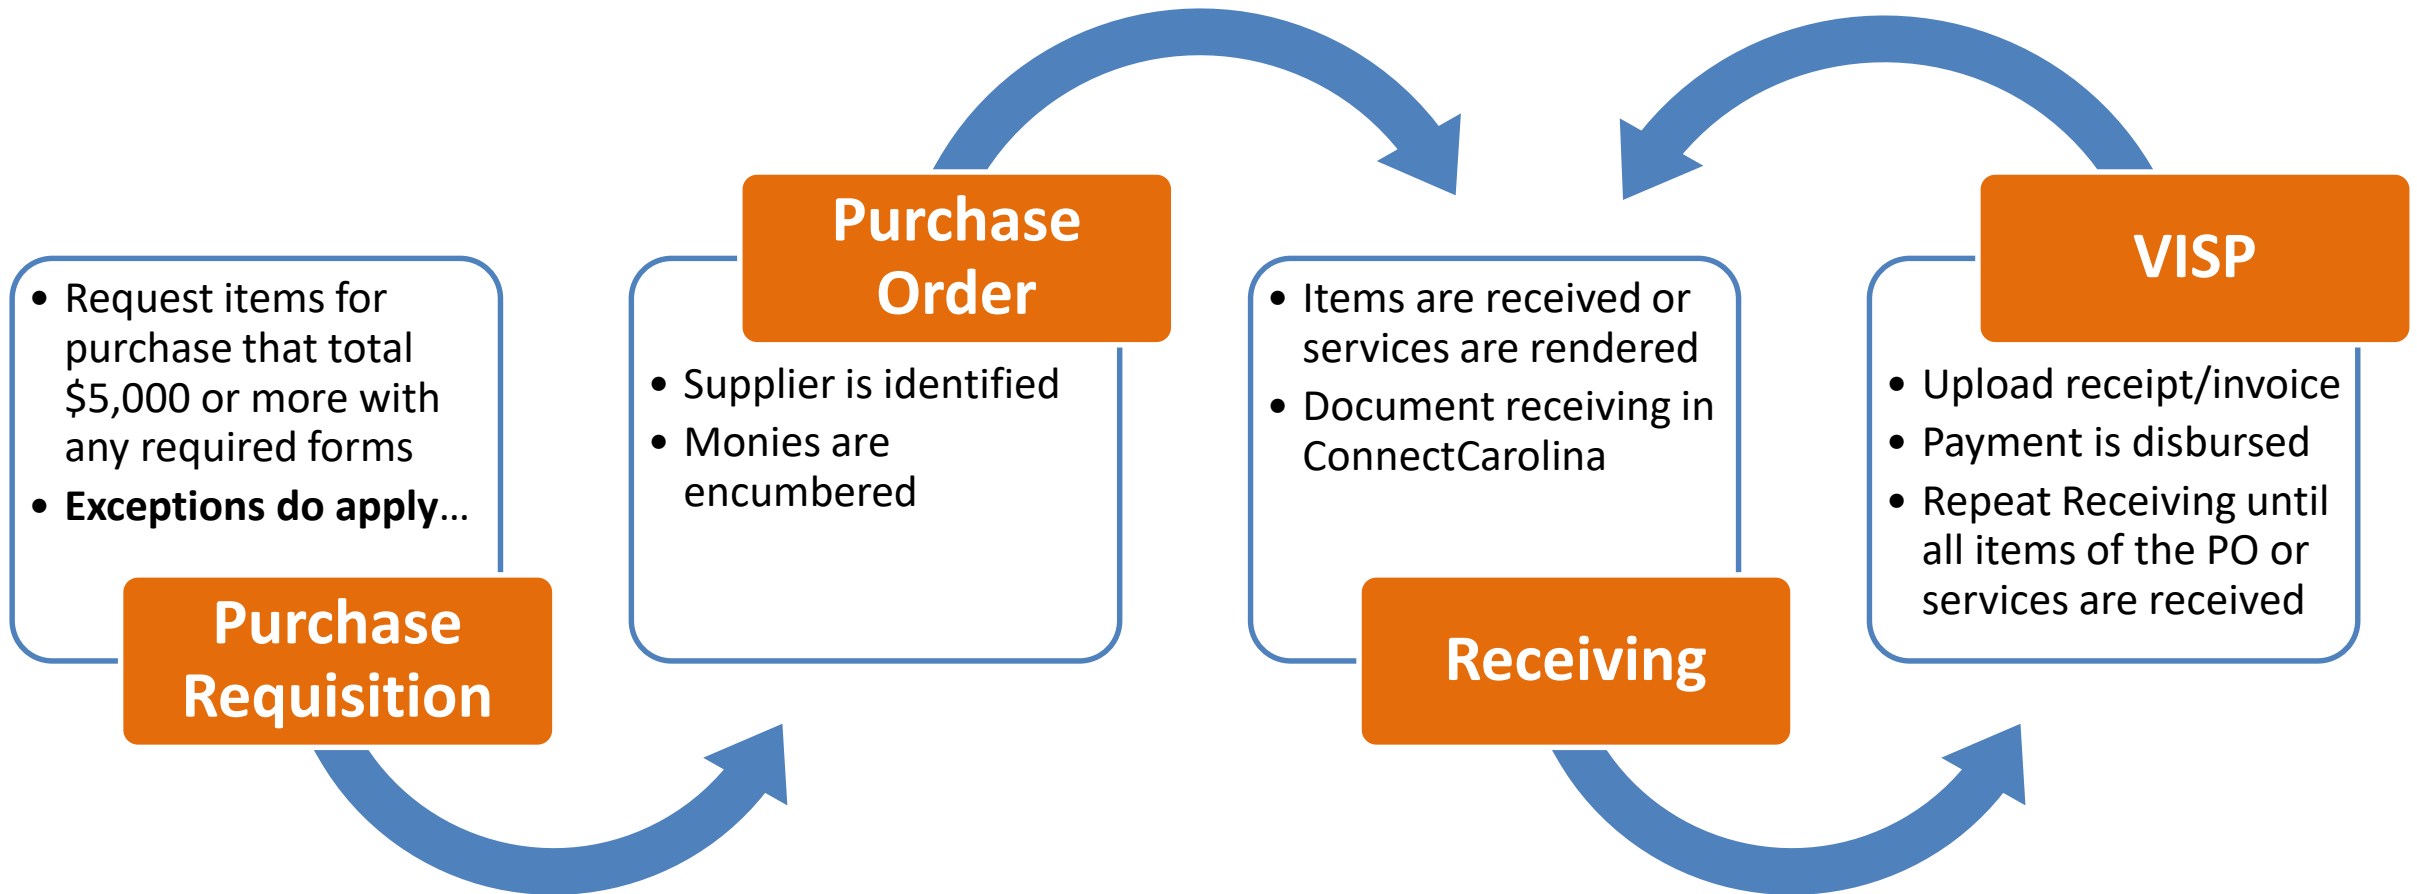 • Request items for
purchase that total
$5,000 or more with
any required forms
• Exceptions do apply...
Purchase
Requisition
Purchase
Order
• Supplier is identified
• Monies are
encumbered
• Items are received or
services are rendered
• Document receiving in
ConnectCarolina
Receiving
VISP
• Upload receipt/invoice
• Payment is disbursed
• Repeat Receiving until
all items of the PO or
services are received